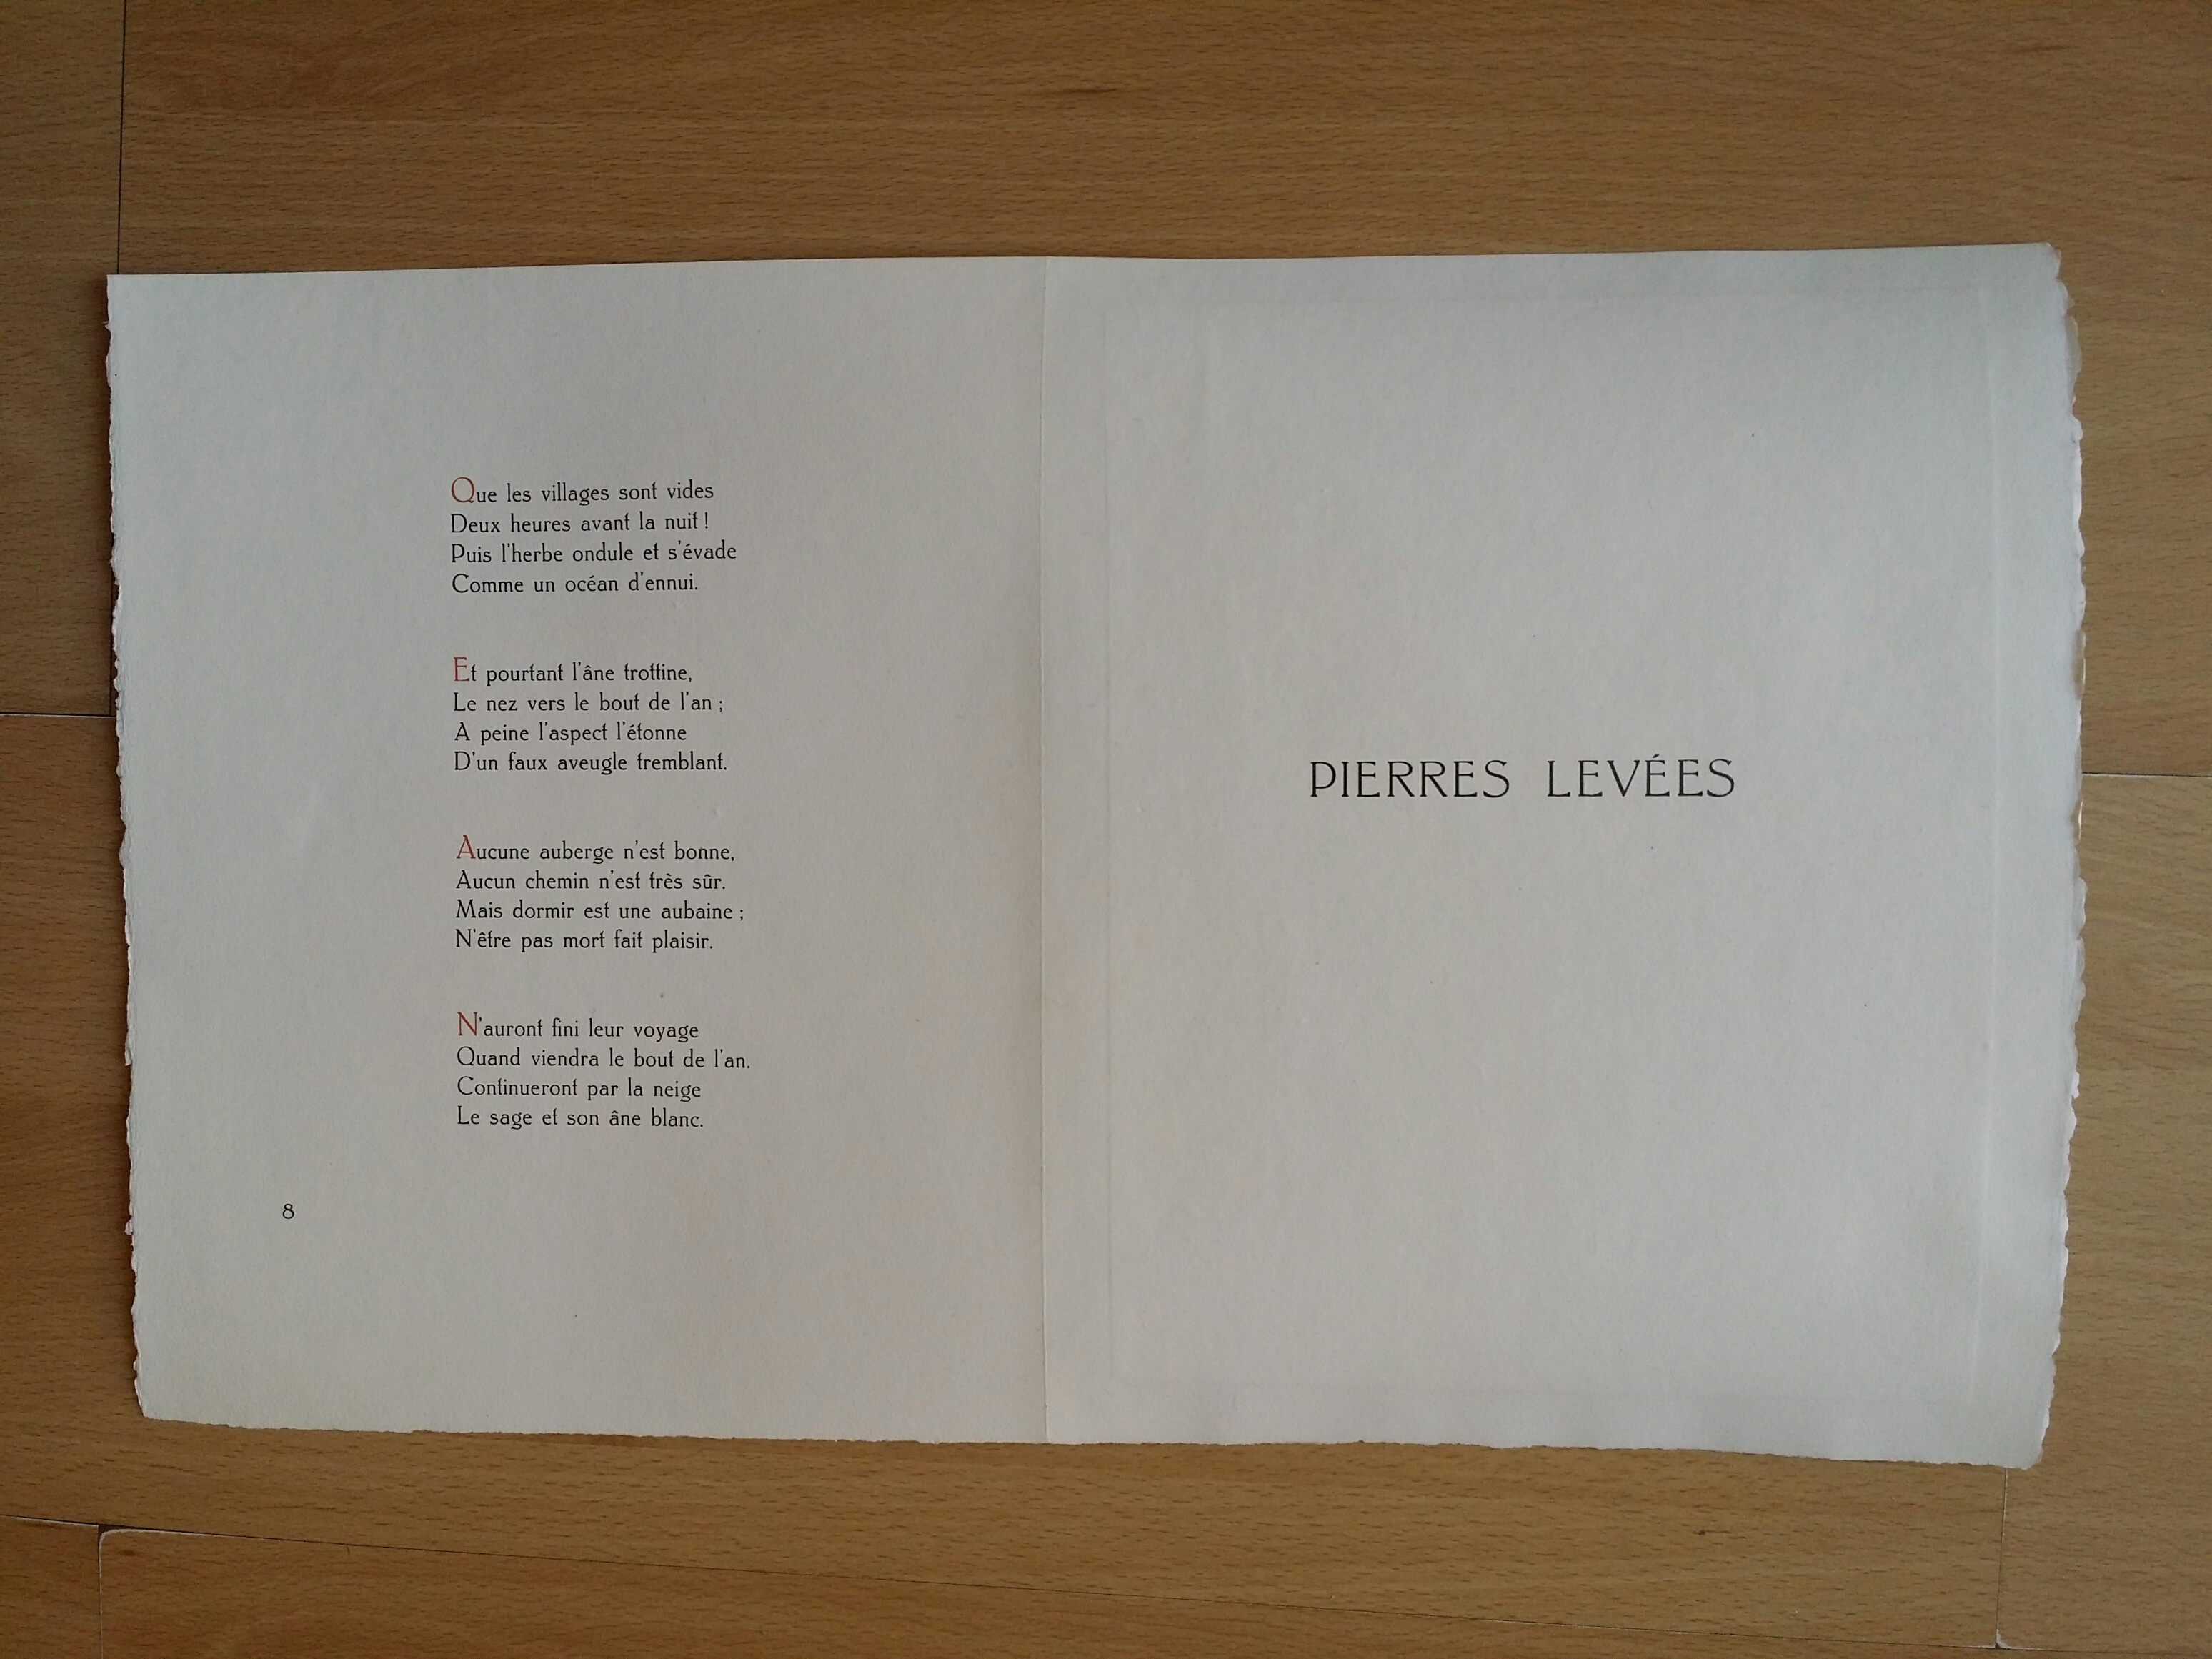 Que les villages sont vides
Deux heures avant la nuit !
Puis l'herbe ondule et s'évade
Comme un océan d'ennui.
Et pourtant l'âne trottine,
Le nez vers le bout de l'an ;
A peine l'aspect l'étonne
D'un faux aveugle tremblant.
Aucune auberge n'est bonne,
Aucun chemin n'est très sûr.
Mais dormir est une aubaine ;
N'être pas mort fait plaisir.
N'auront fini leur voyage
Quand viendra le bout de l'an.
Continueront par la neige
Le sage et son âne blanc.
8
PIERRES LEVÉES